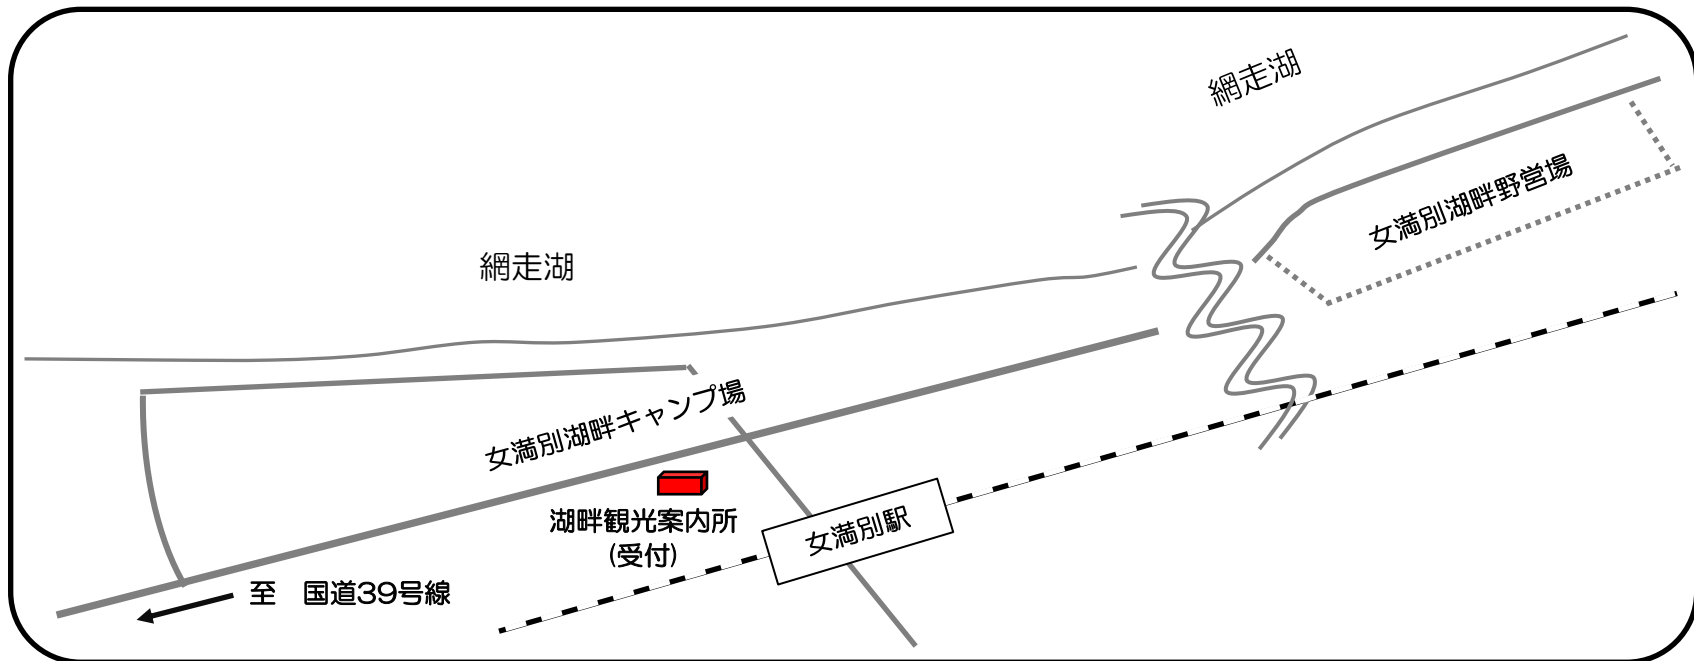 網走湖
女満別湖畔野営場
網走湖
女満別湖畔キャンプ場
湖畔観光案内所
(受付)
女満別駅
至　国道39号線